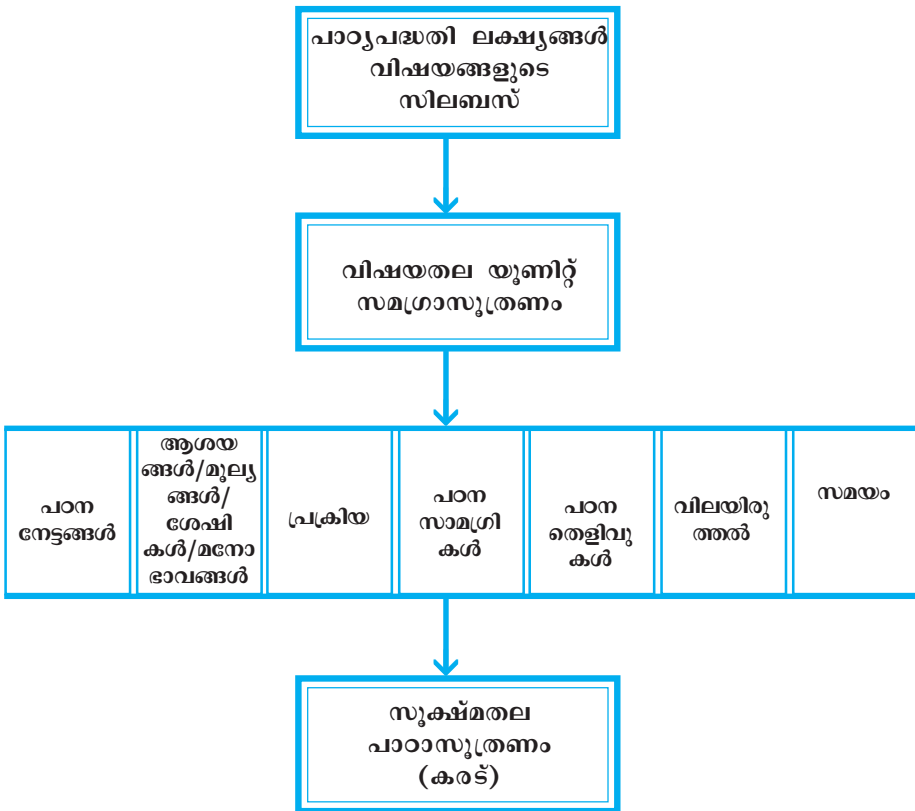 പാഠ്യപദ്ധതി ലക്ഷ്യങ്ങൾ
വിഷയങ്ങളുടെ
സിലബസ്
വിഷയതല യൂണിറ്റ്
സമഗ്രാസൂത്രണം
പഠന
നേട്ടങ്ങൾ
ആശയ
ങ്ങൾ/മൂല്യ
ങ്ങൾ/
ശേഷി
കൾ/മനോ
ഭാവങ്ങൾ
പ്രക്രിയ
പഠന
സാമഗ്രി
കൾ
പഠന
തെളിവു
കൾ
വിലയിരു
ത്തൽ
സമയം
സൂക്ഷ്മതല
പാഠാസൂത്രണം
(കരട്)